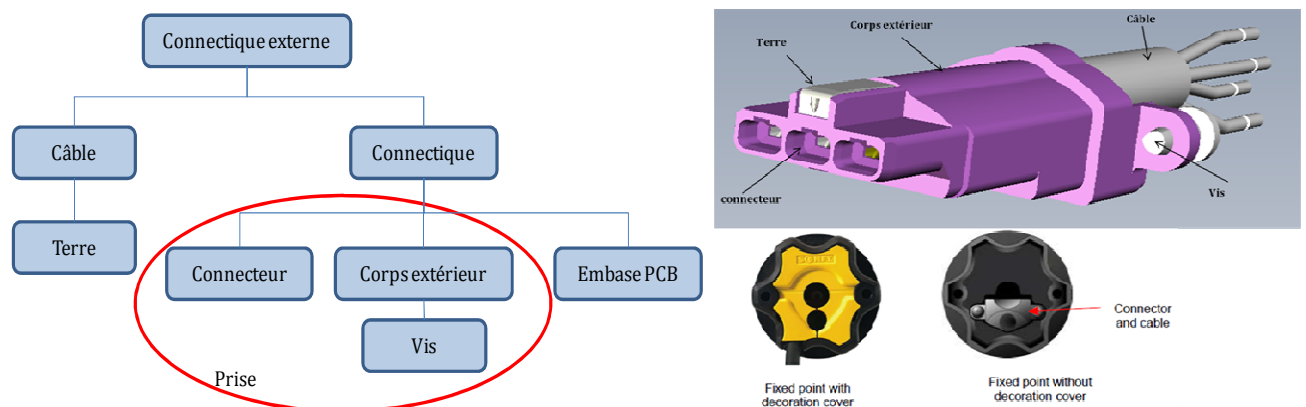 Connectique externe
Câble
Connectique
Terre
Connecteur
Corps extérieur
Embase PCB
Vis
Prise
Corps extérieur
Câble
Terre
connecteur
Vis
SOMFY
Connector
and cable
Fixed point with
decoration cover
Fixed point without
decoration cover